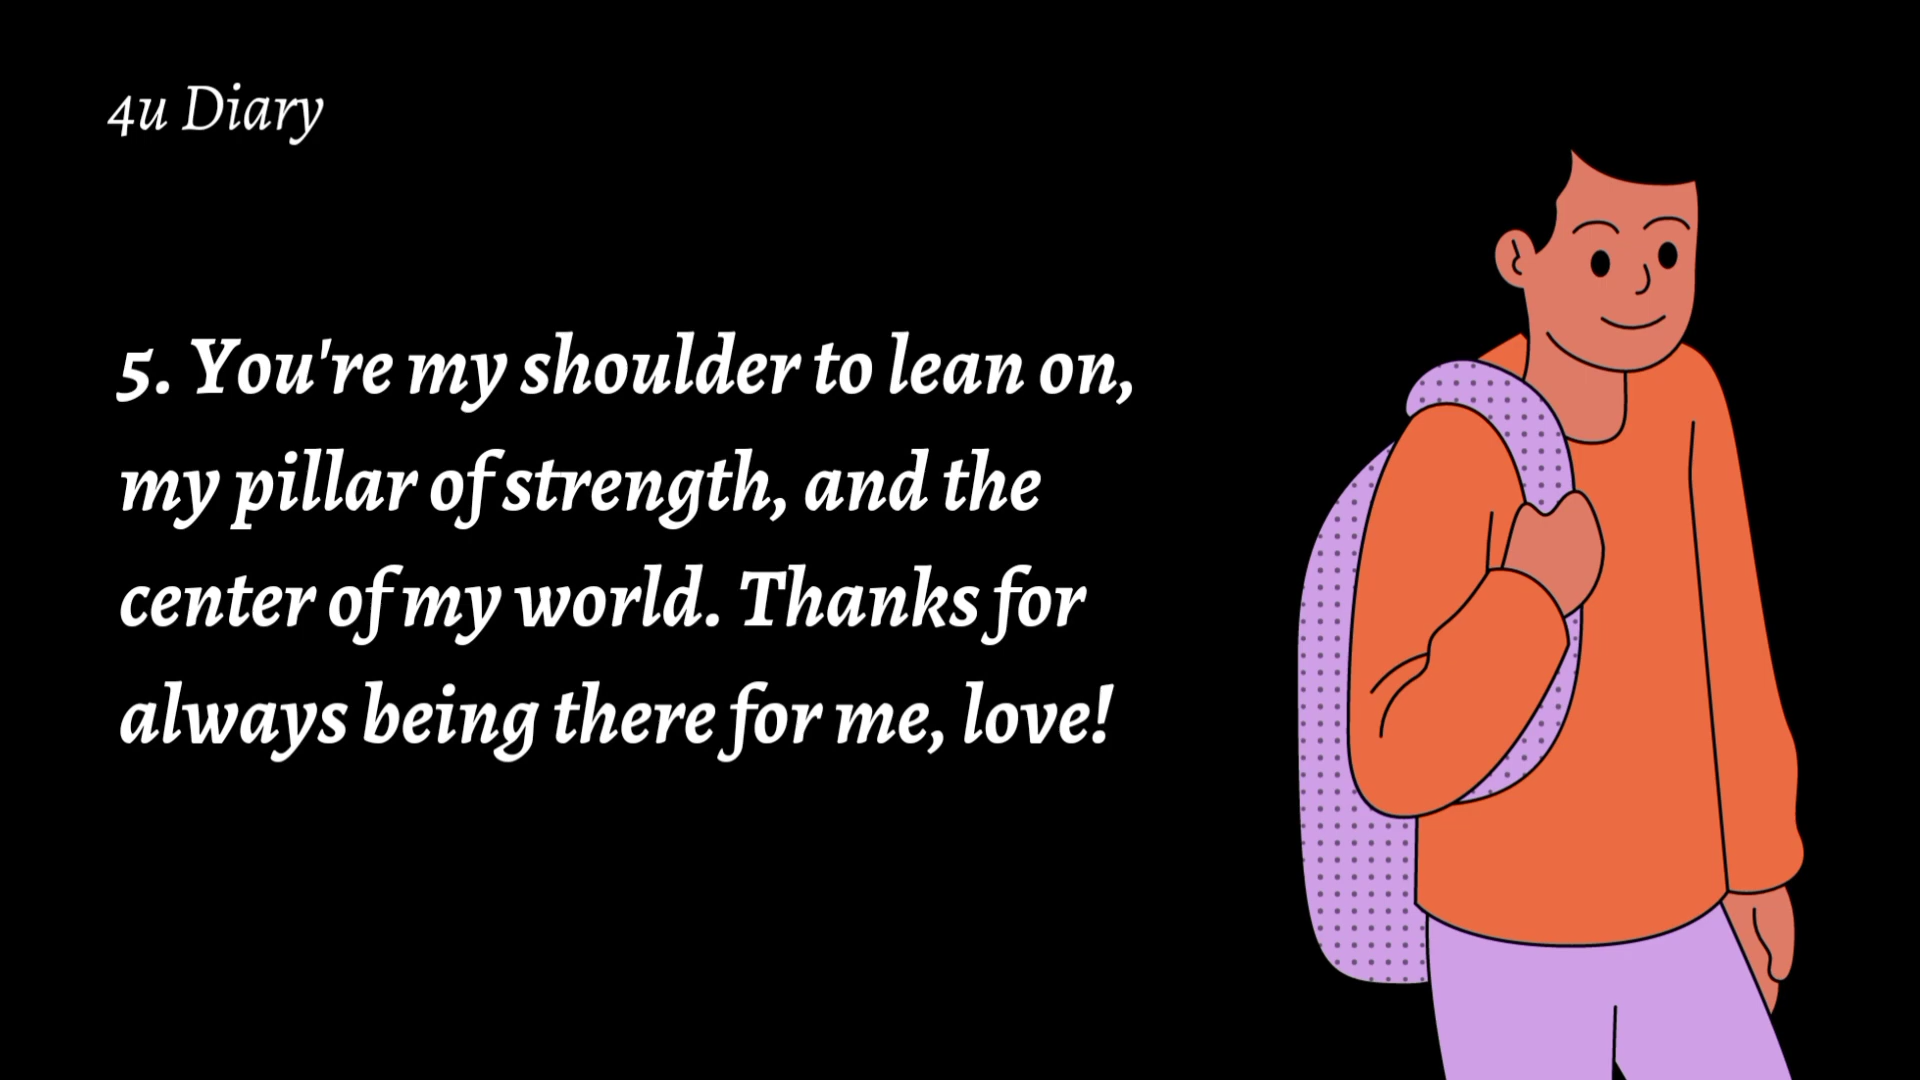 4u Diary
5. You're my shoulder to lean on,
my pillar of strength, and the
center of my world. Thanks for
always being there for me, love!